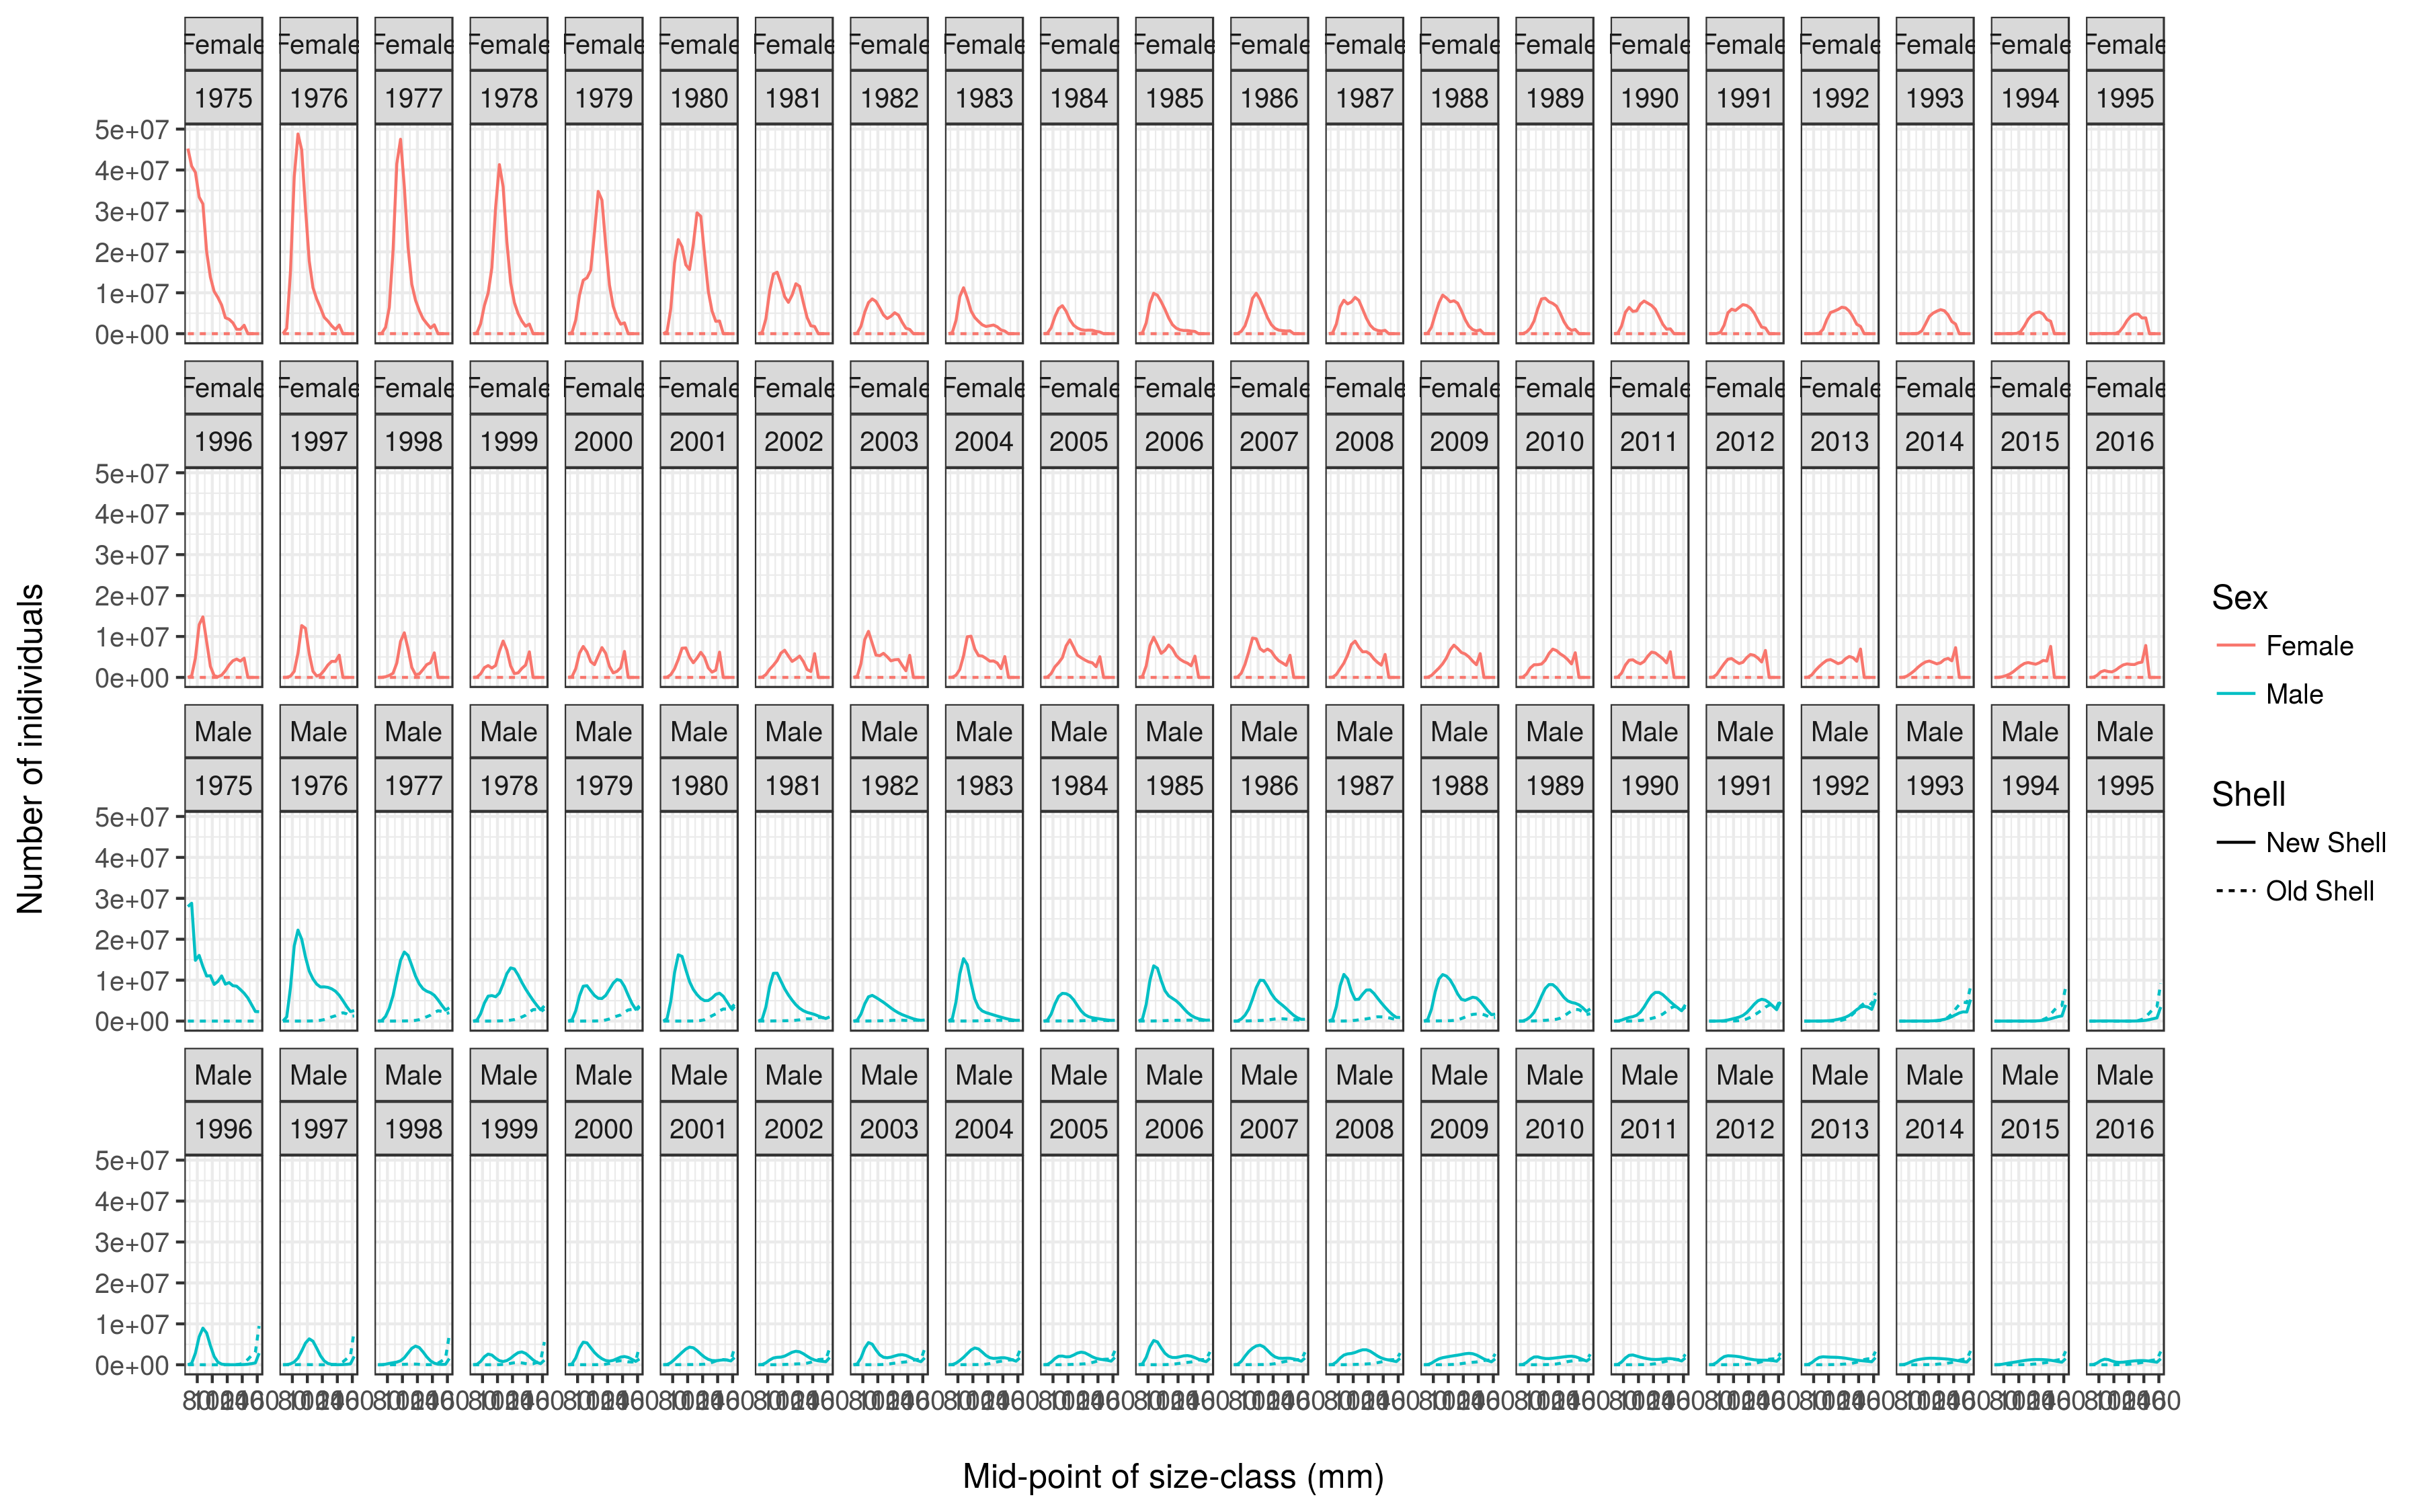 Female Female Female Female Female Female Female Female Female Female Female Female Female Female Female Female Female Female Female Female Female
1975 1976 1977 1978 1979 1980 1981 1982 1983 1984 1985 1986 1987 1988 1989 1990 1991 1992 1993 1994 1995
5e+07
4e+07
3e+07
2e+07
1e+07
0e+00
Female Female Female Female Female Female Female Female Female Female Female Female Female Female Female Female Female Female Female Female Female
1996 1997 1998 1999 2000 2001 2002 2003 2004 2005 2006 2007 2008 2009 2010 2011 2012 2013 2014 2015 2016
5e+07
4e+07
3e+07
2e+07
1e+07
0e+00
Male Male Male Male Male Male Male Male Male Male Male Male Male Male Male Male Male Male Male Male Male
1975 1976 1977 1978 1979 1980 1981 1982 1983 1984 1985 1986 1987 1988 1989 1990 1991 1992 1993 1994 1995
5e+07
4e+07
3e+07
2e+07
1e+07
0e+00
Male Male Male Male Male Male Male Male Male Male Male Male Male Male Male Male Male Male Male Male Male
1996 1997 1998 1999 2000 2001 2002 2003 2004 2005 2006 2007 2008 2009 2010 2011 2012 2013 2014 2015 2016
5e+07
4e+07
3e+07
2e+07
1e+07
0e+00
Mid-point of size-class (mm)
Number of inidividuals
Sex
Female
Male
Shell
New Shell
Old Shell